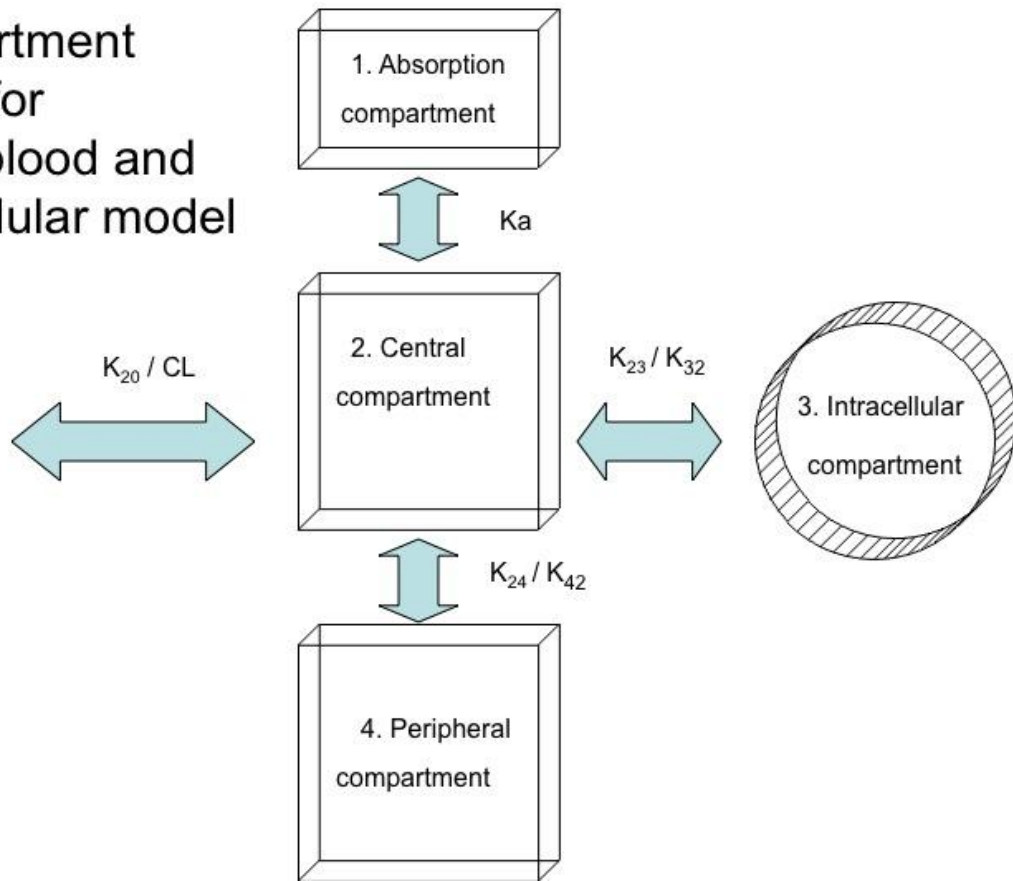 rtment
for
blood and
lular model
1. Absorption
compartment
Ka
K₂₀ / CL
2. Central
compartment
K₂₃ / K₃₂
3. Intracellular
compartment
K₂₄ / K₄₂
4. Peripheral
compartment